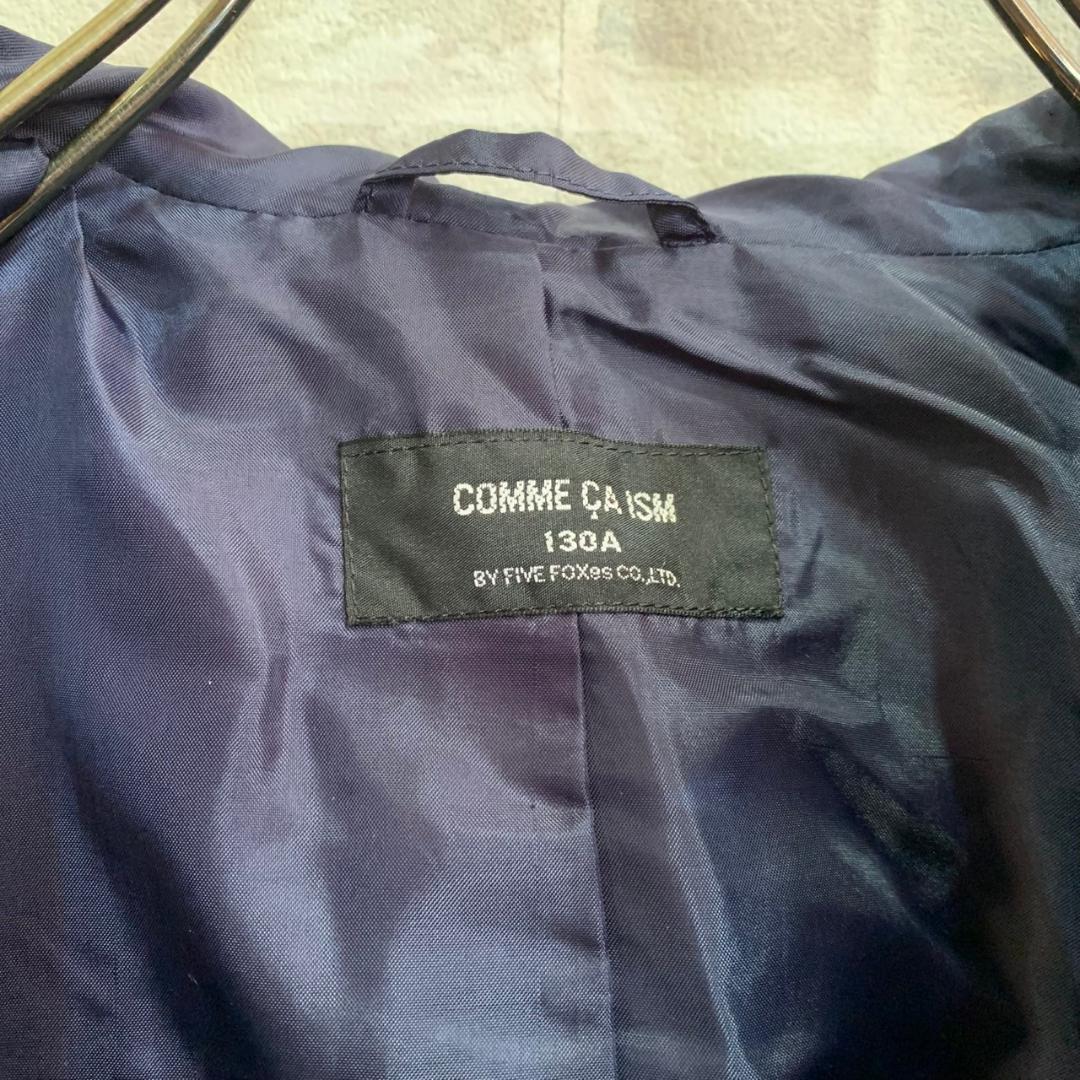 COMME ÇA ISM
130A
BY FIVE FOXes CO.,LTD.